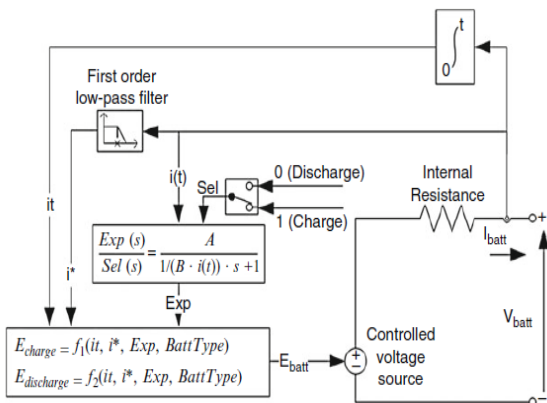 t
∫
0
First order
low-pass filter
i(t)
Sel
0 (Discharge)
1 (Charge)
Internal
Resistance
+
I_batt
it
i*
Exp (s) / Sel (s) = A / 1/(B · i(t)) · s +1
Exp
V_batt
E_charge = f_1(it, i*, Exp, BattType)
E_discharge = f_2(it, i*, Exp, BattType)
E_batt
+
−
Controlled
voltage
source
−